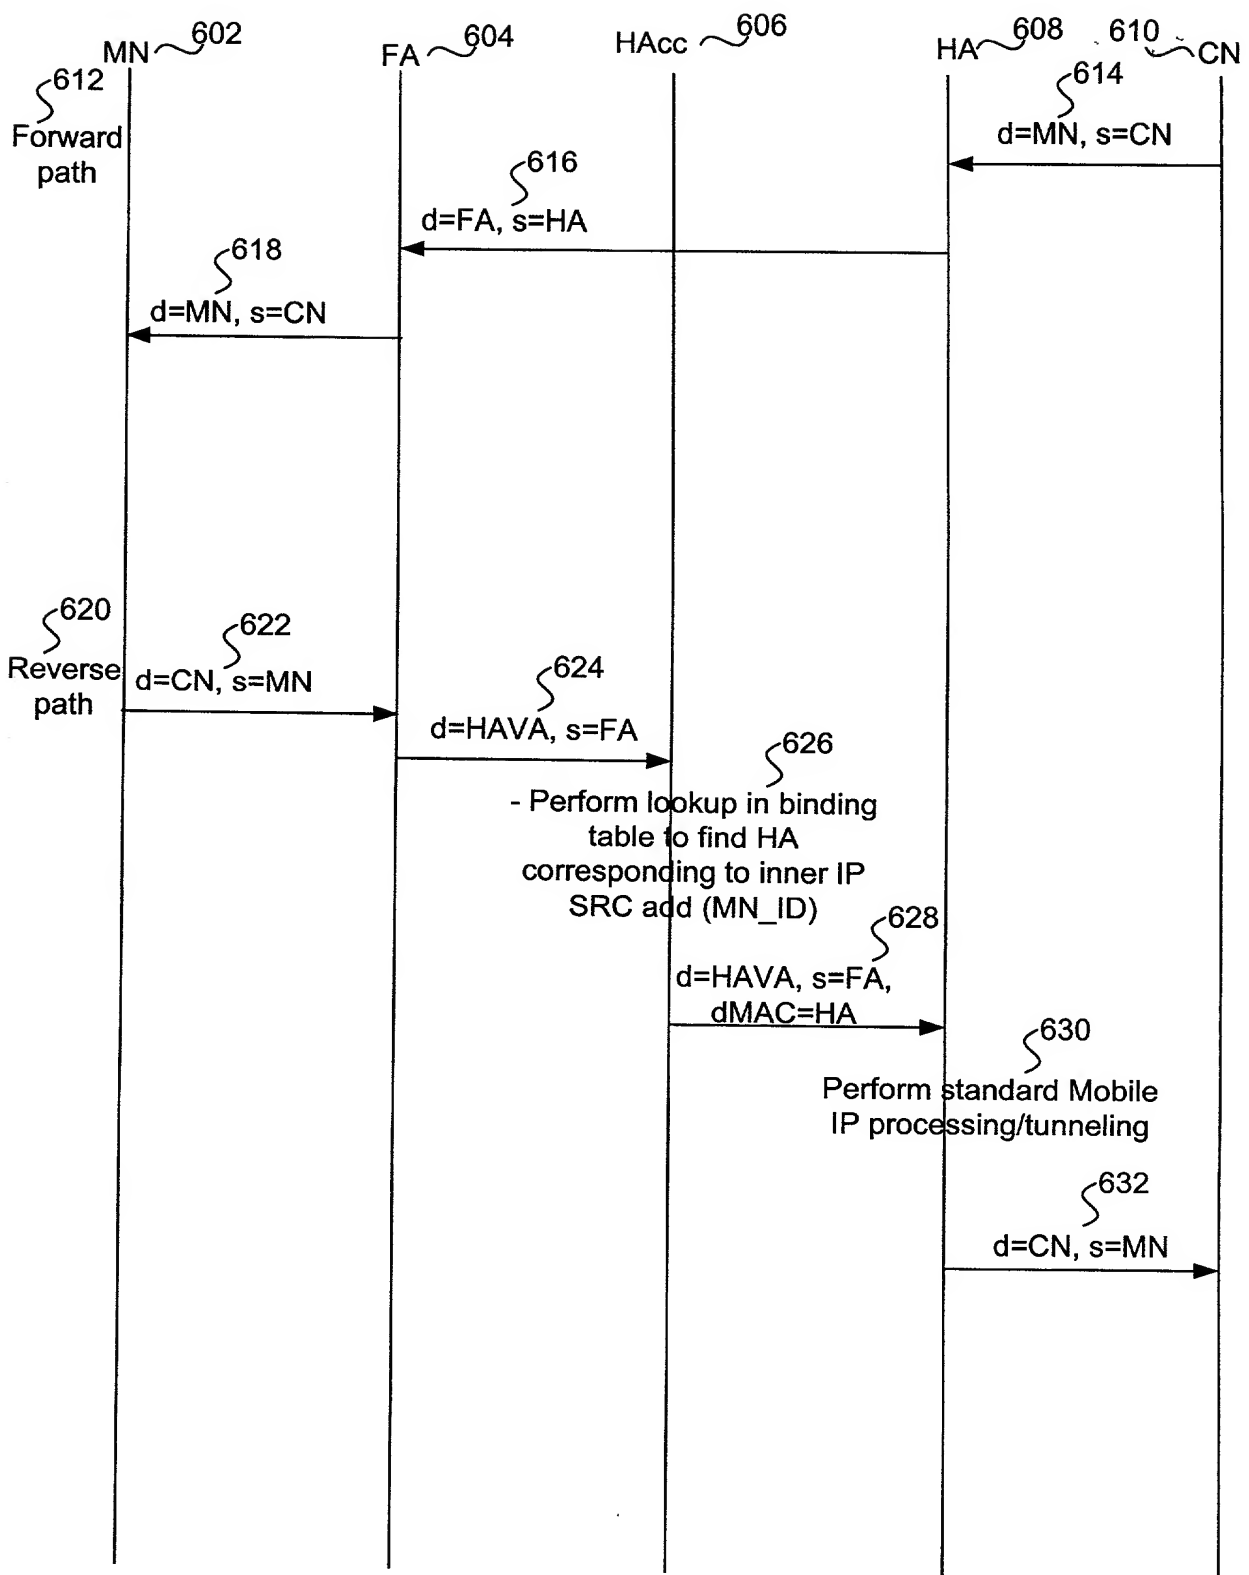 MN 602
FA 604
HAcc 606
HA 608
610 CN
612
Forward
path
614
d=MN, s=CN
616
d=FA, s=HA
618
d=MN, s=CN
620
Reverse
path
622
d=CN, s=MN
624
d=HAVA, s=FA
626
- Perform lookup in binding
table to find HA
corresponding to inner IP
SRC add (MN_ID)
628
d=HAVA, s=FA,
dMAC=HA
630
Perform standard Mobile
IP processing/tunneling
632
d=CN, s=MN